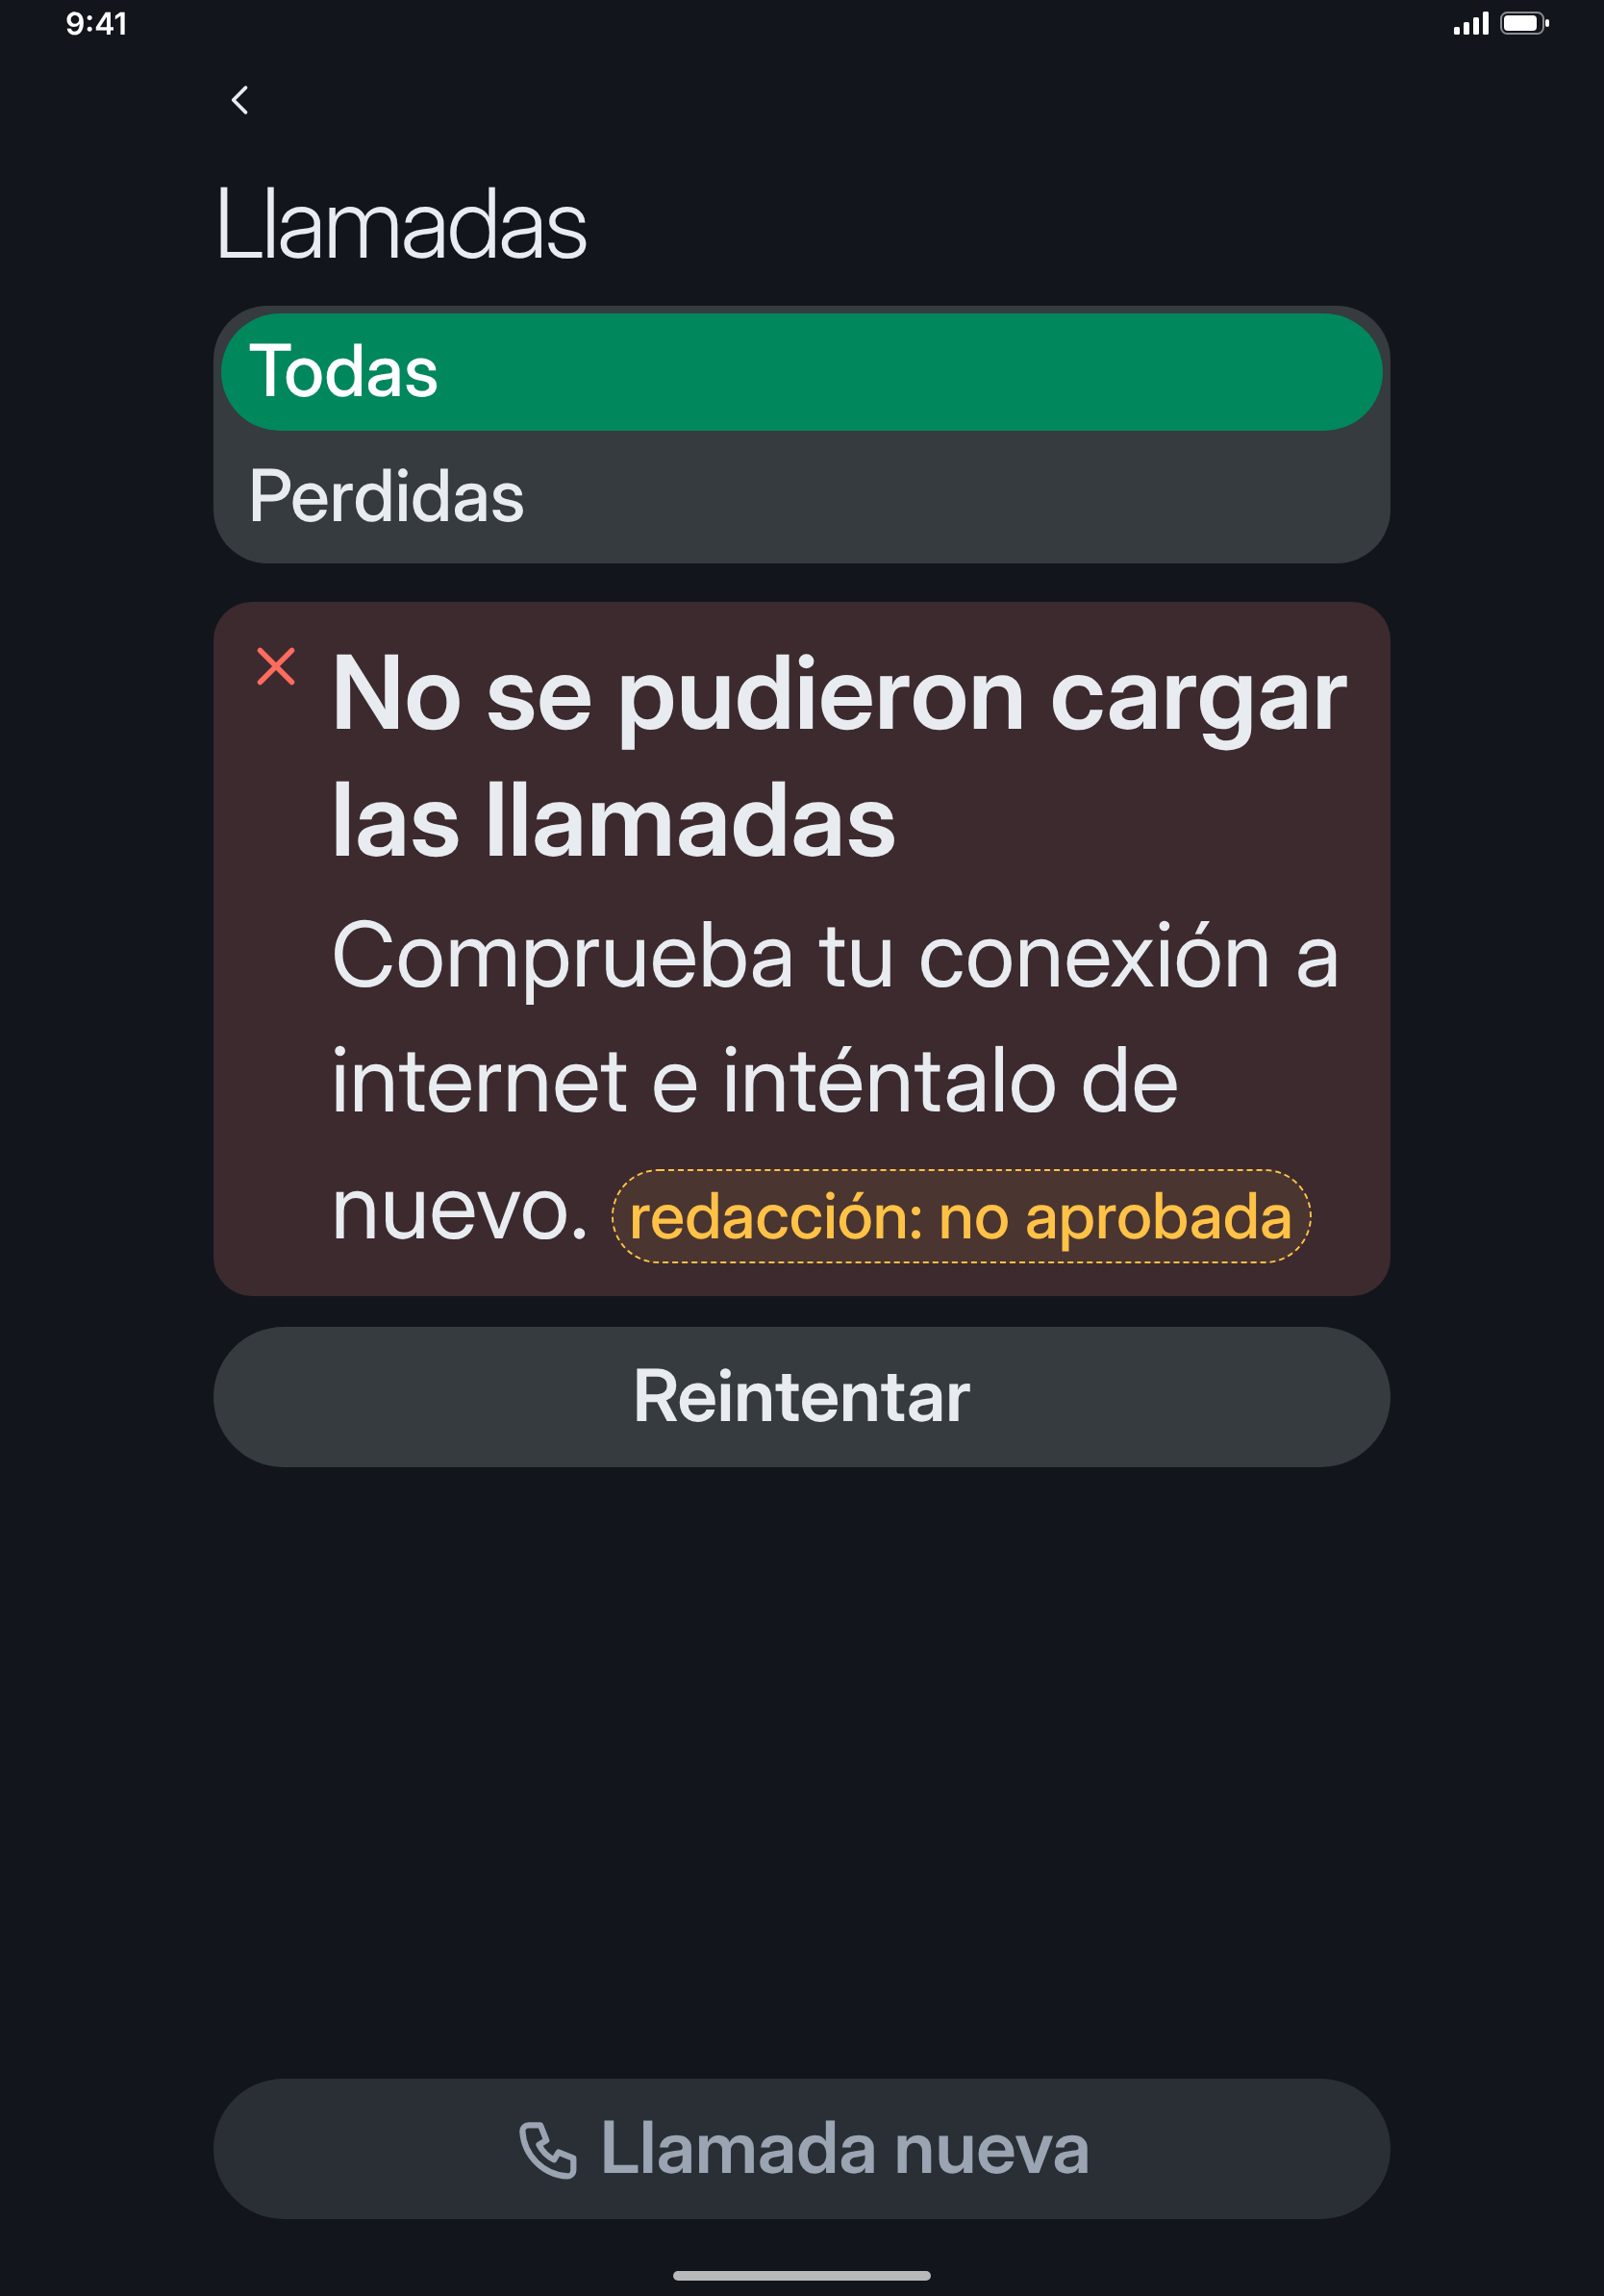 9:41
Llamadas
Todas
Perdidas
No se pudieron cargar
las llamadas
Comprueba tu conexión a
internet e inténtalo de
nuevo. redacción: no aprobada
Reintentar
Llamada nueva